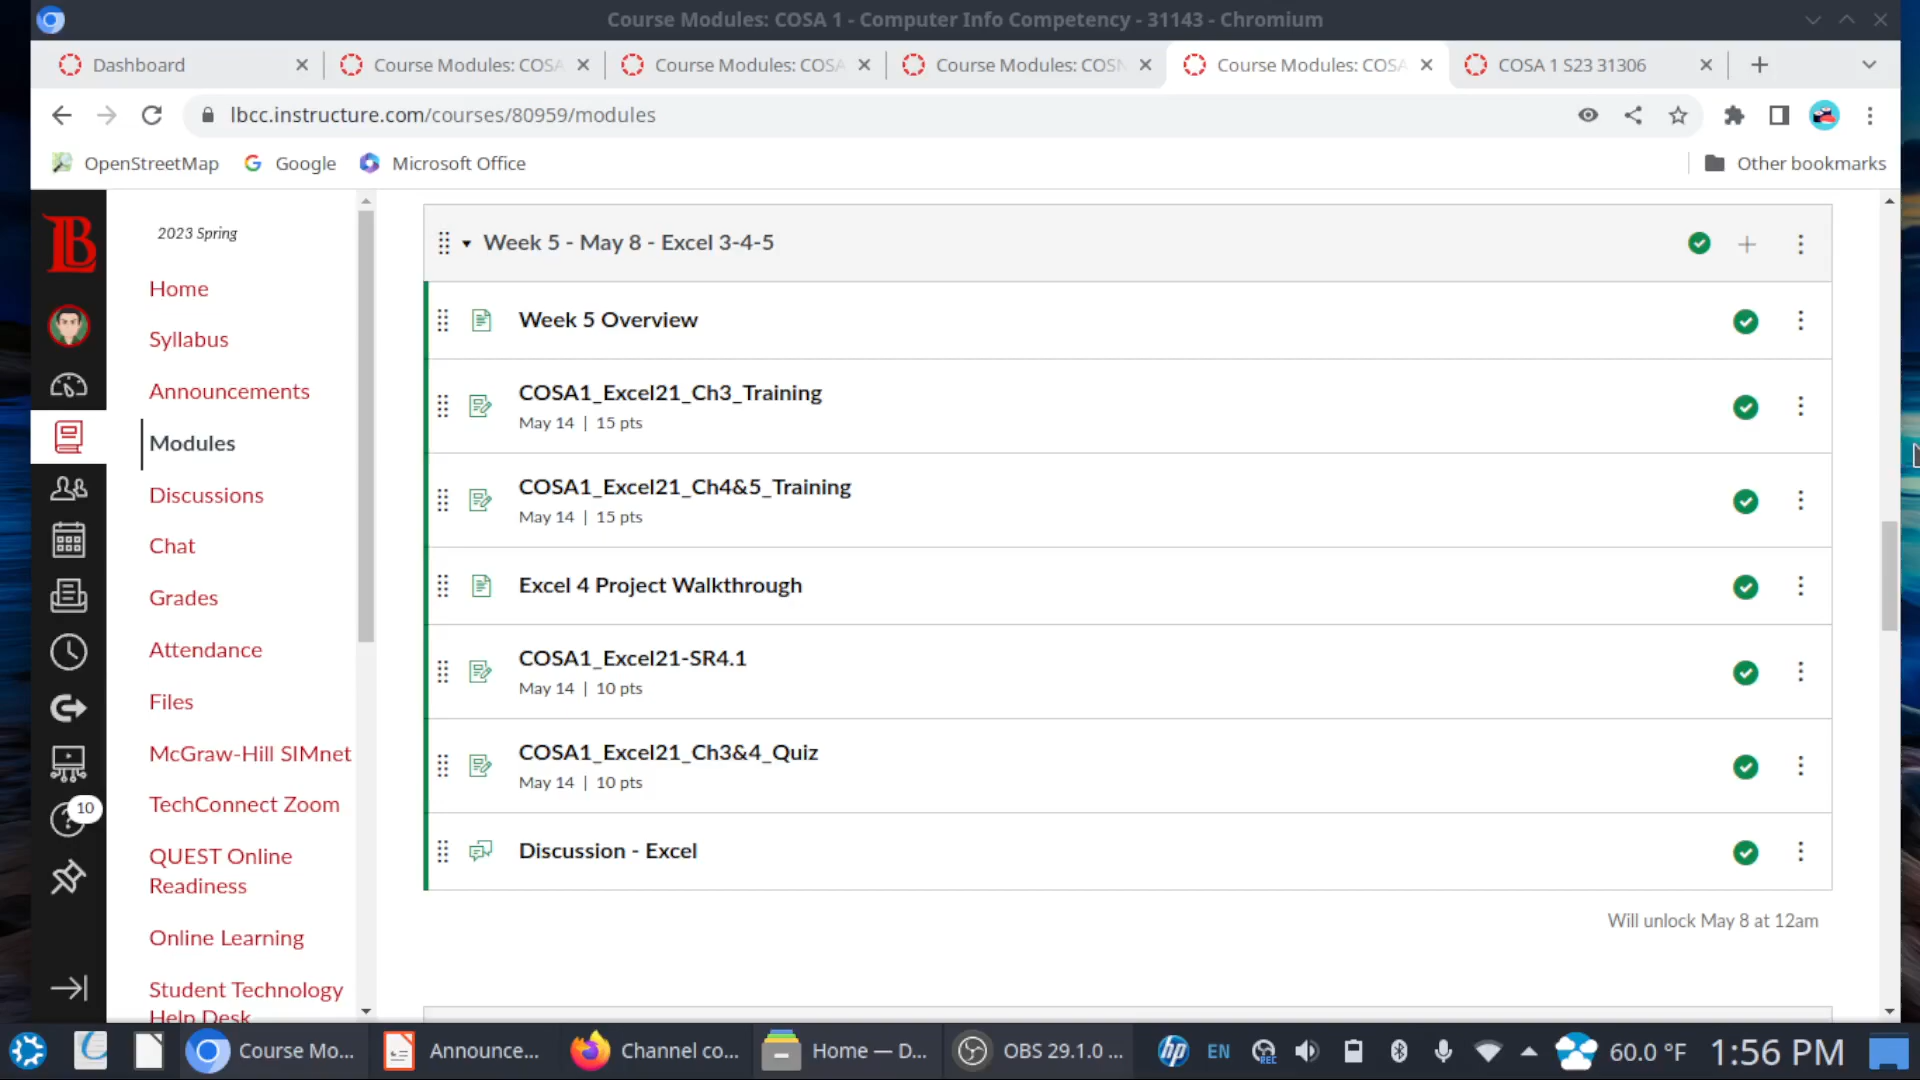 Course Modules: COSA 1 - Computer Info Competency - 31143 - Chromium
Dashboard
Course Modules: COSA
Course Modules: COSA
Course Modules: COSN
Course Modules: COSA
COSA 1 S23 31306
lbcc.instructure.com/courses/80959/modules
OpenStreetMap
Google
Microsoft Office
Other bookmarks
LB
2023 Spring
Home
Syllabus
Announcements
Modules
Discussions
Chat
Grades
Attendance
Files
McGraw-Hill SIMnet
TechConnect Zoom
QUEST Online
Readiness
Online Learning
Student Technology
Help Desk
10
Week 5 - May 8 - Excel 3-4-5
Week 5 Overview
COSA1_Excel21_Ch3_Training
May 14 | 15 pts
COSA1_Excel21_Ch4&5_Training
May 14 | 15 pts
Excel 4 Project Walkthrough
COSA1_Excel21-SR4.1
May 14 | 10 pts
COSA1_Excel21_Ch3&4_Quiz
May 14 | 10 pts
Discussion - Excel
Will unlock May 8 at 12am
Course Mo...
Announce...
Channel co...
Home — D...
OBS 29.1.0 ...
hp
EN
REC
60.0 °F
1:56 PM